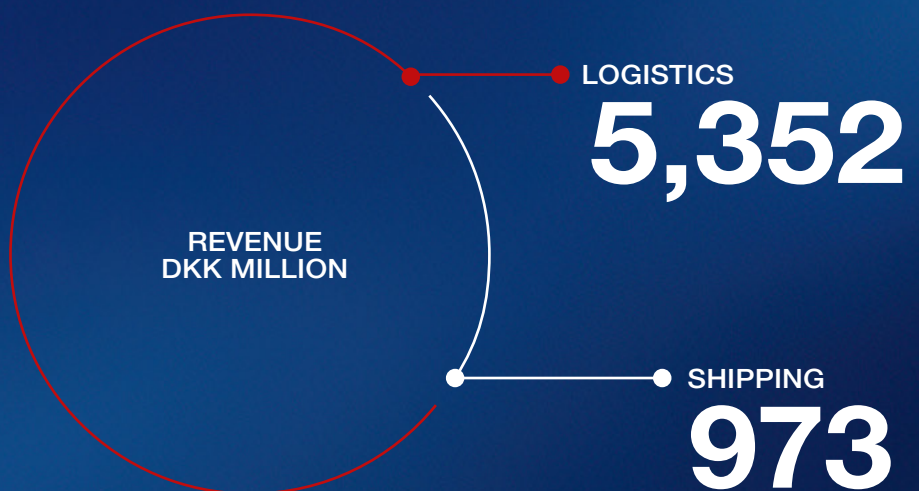 LOGISTICS
5,352
REVENUE
DKK MILLION
SHIPPING
973